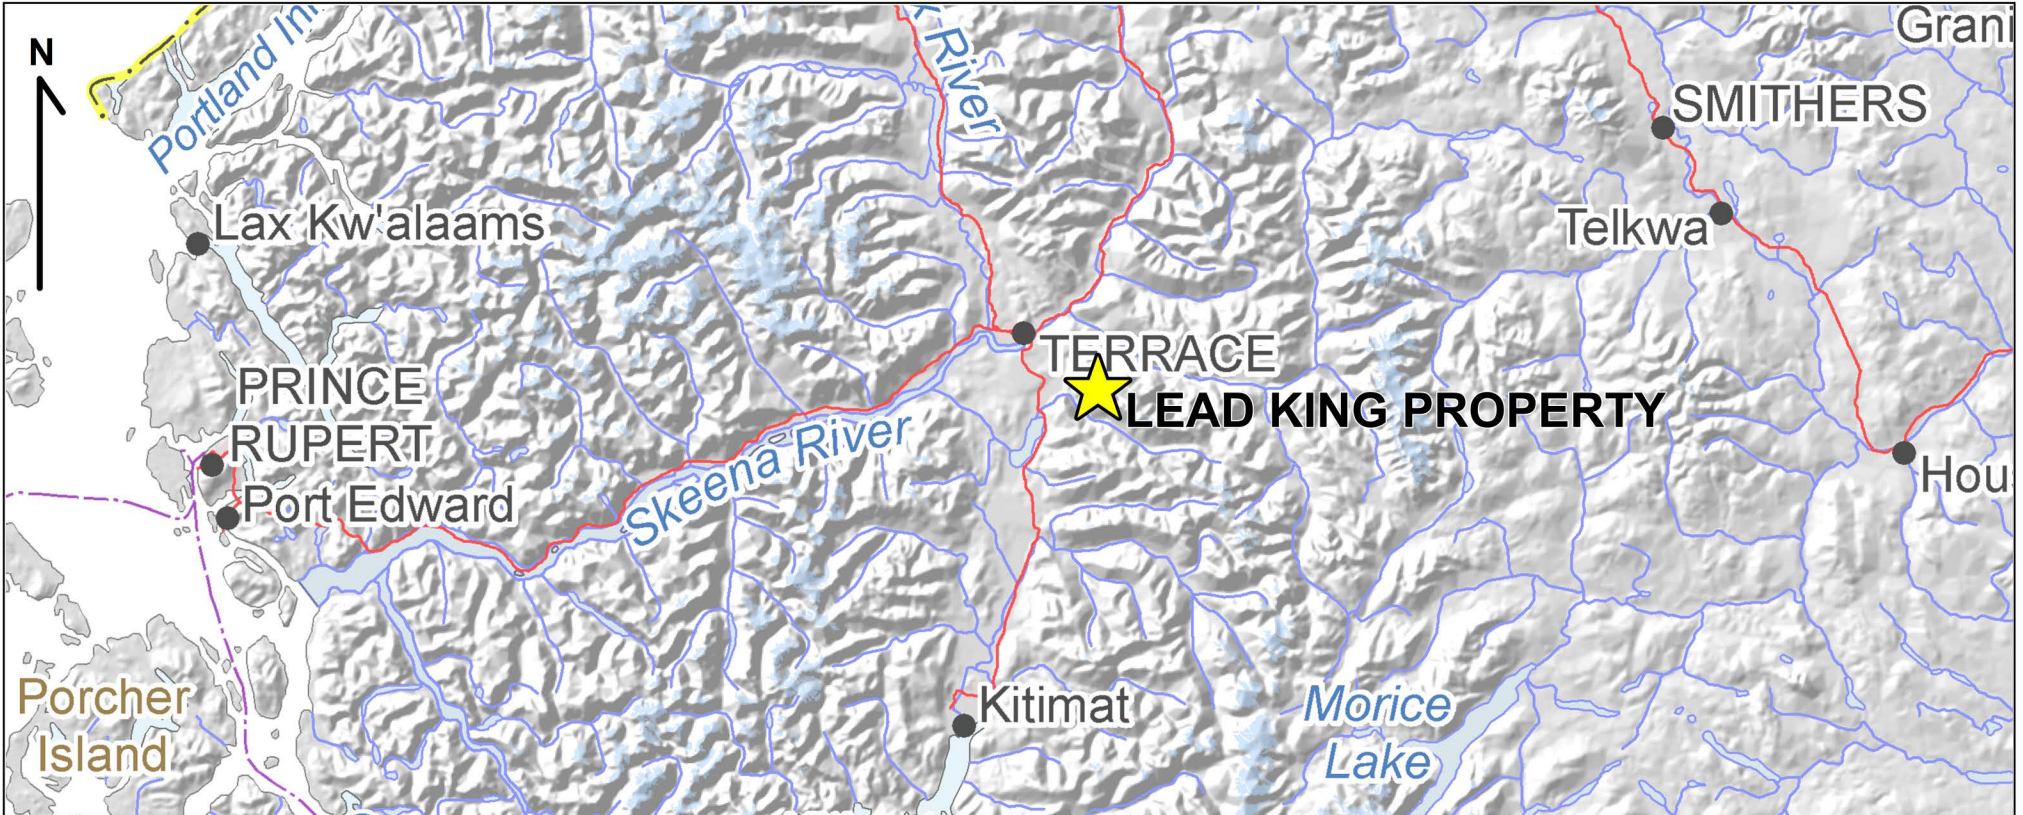 Grani
N
Portland In
River
SMITHERS
Lax Kw'alaams
Telkwa
TERRACE
PRINCE
RUPERT
LEAD KING PROPERTY
Skeena River
Hou
Port Edward
Porcher
Island
Kitimat
Morice
Lake